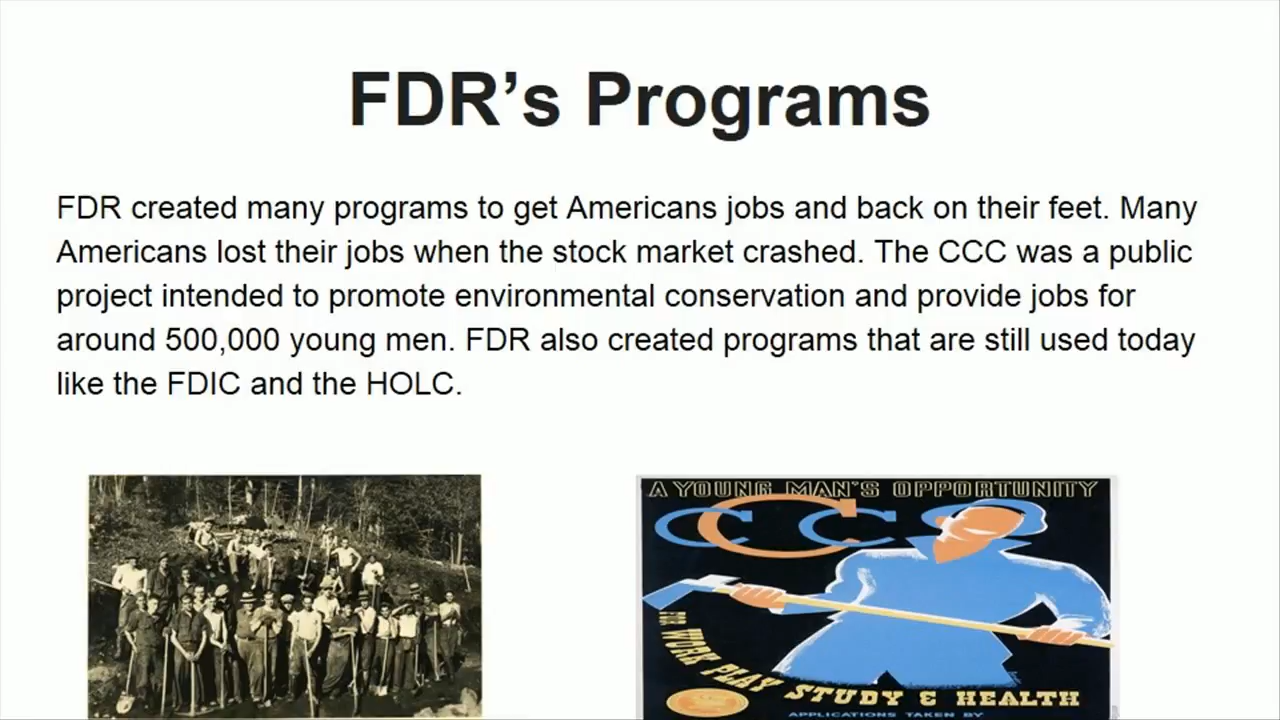 FDR’s Programs
FDR created many programs to get Americans jobs and back on their feet. Many
Americans lost their jobs when the stock market crashed. The CCC was a public
project intended to promote environmental conservation and provide jobs for
around 500,000 young men. FDR also created programs that are still used today
like the FDIC and the HOLC.
A YOUNG MAN'S OPPORTUNITY
CCC
FOR WORK PLAY STUDY & HEALTH
APPLICATIONS TAKEN BY